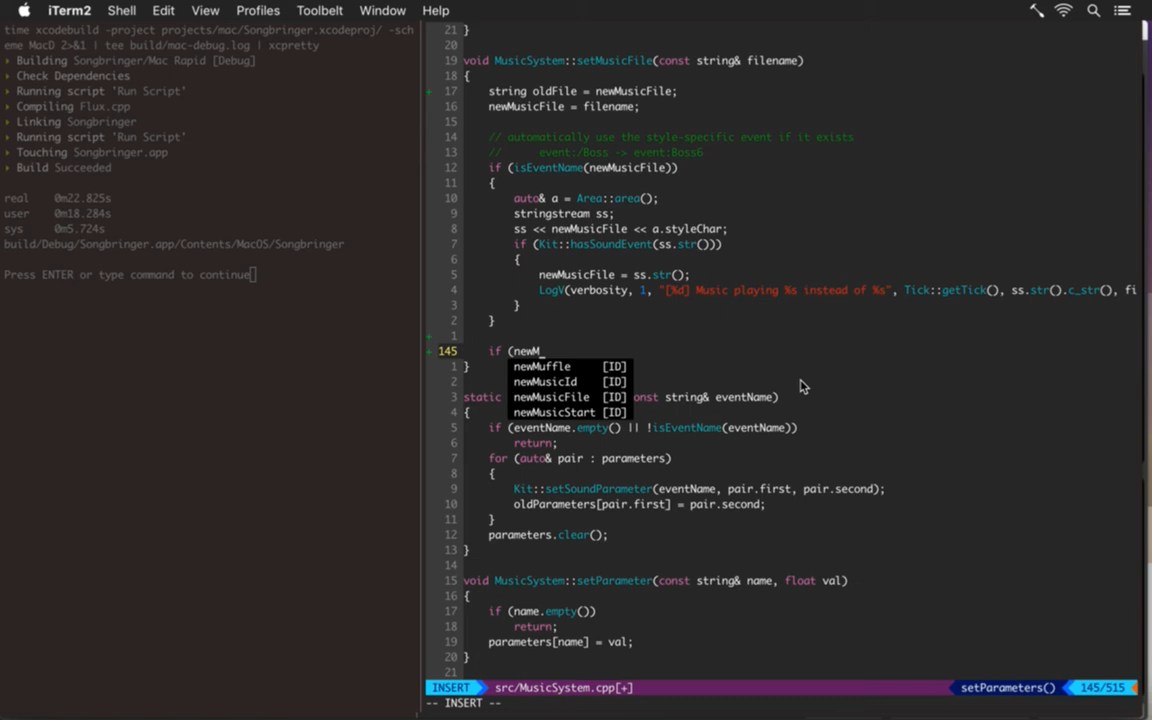 iTerm2 Shell Edit View Profiles Toolbelt Window Help
time xcodebuild -project projects/mac/Songbringer.xcodeproj/ -sch
eme MacD 2>&1 | tee build/mac-debug.log | xcpretty
▸ Building Songbringer/Mac Rapid [Debug]
▸ Check Dependencies
▸ Running script 'Run Script'
▸ Compiling Flux.cpp
▸ Linking Songbringer
▸ Running script 'Run Script'
▸ Touching Songbringer.app
▸ Build Succeeded
real 0m22.825s
user 0m18.284s
sys 0m5.724s
build/Debug/Songbringer.app/Contents/MacOS/Songbringer
Press ENTER or type command to continue
21 }
20
19 void MusicSystem::setMusicFile(const string& filename)
18 {
+ 17 string oldFile = newMusicFile;
16 newMusicFile = filename;
15
14 // automatically use the style-specific event if it exists
13 // event:/Boss -> event:Boss6
12 if (isEventName(newMusicFile))
11 {
10 auto& a = Area::area();
9 stringstream ss;
8 ss << newMusicFile << a.styleChar;
7 if (Kit::hasSoundEvent(ss.str()))
6 {
5 newMusicFile = ss.str();
4 LogV(verbosity, 1, "[%d] Music playing %s instead of %s", Tick::getTick(), ss.str().c_str(), fi
3 }
2 }
+ 1
+ 145 if (newM_
1 } newMuffle [ID]
2 newMusicId [ID]
3 static newMusicFile [ID] onst string& eventName)
4 { newMusicStart [ID]
5 if (eventName.empty() || !isEventName(eventName))
6 return;
7 for (auto& pair : parameters)
8 {
9 Kit::setSoundParameter(eventName, pair.first, pair.second);
10 oldParameters[pair.first] = pair.second;
11 }
12 parameters.clear();
13 }
14
15 void MusicSystem::setParameter(const string& name, float val)
16 {
17 if (name.empty())
18 return;
19 parameters[name] = val;
20 }
21
INSERT src/MusicSystem.cpp[+] setParameters() 145/515
-- INSERT --